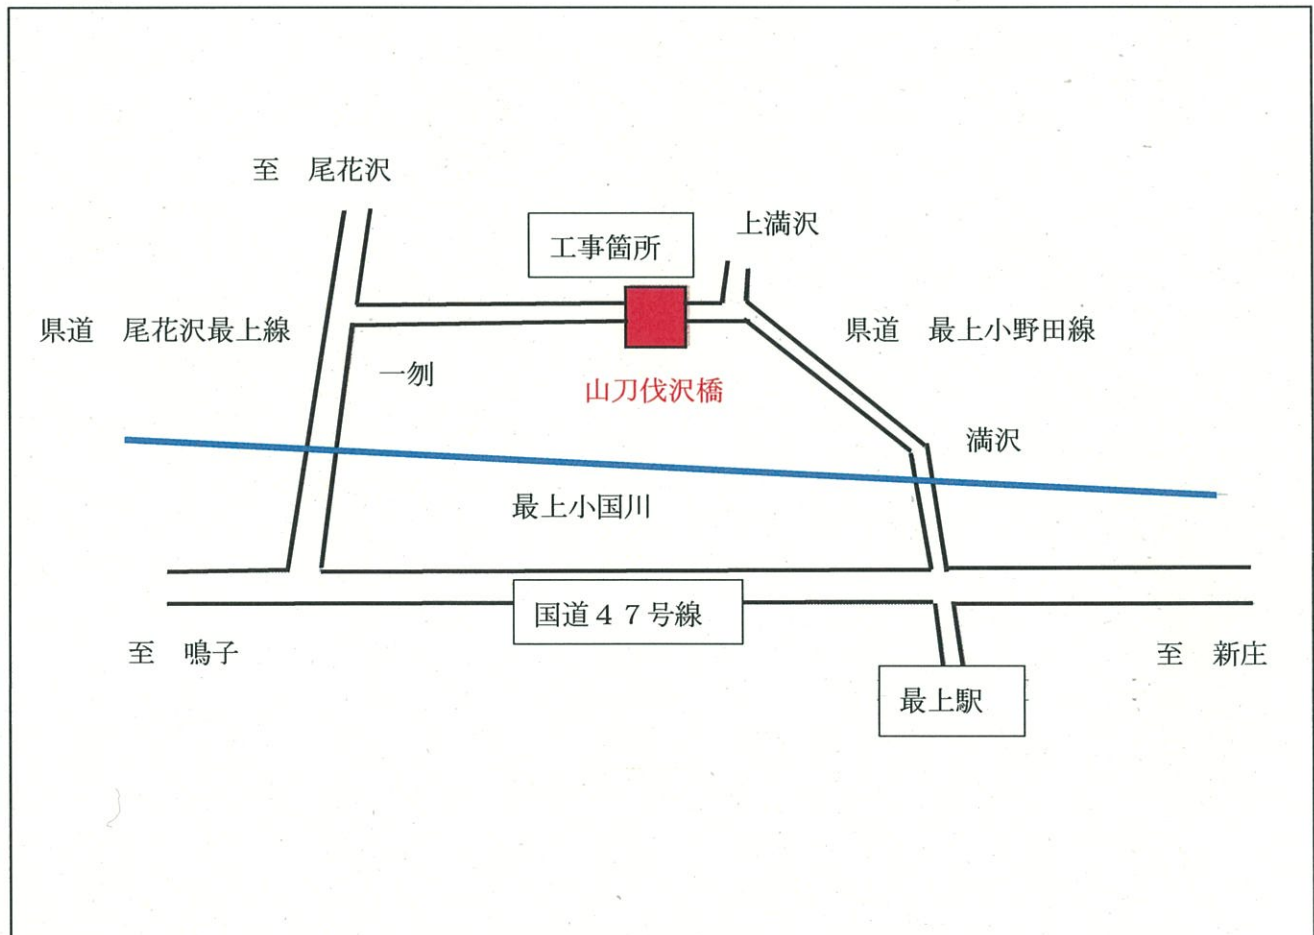 至　尾花沢
工事箇所
上満沢
県道　尾花沢最上線
県道　最上小野田線
一刎
山刀伐沢橋
満沢
最上小国川
国道４７号線
至　鳴子
至　新庄
最上駅